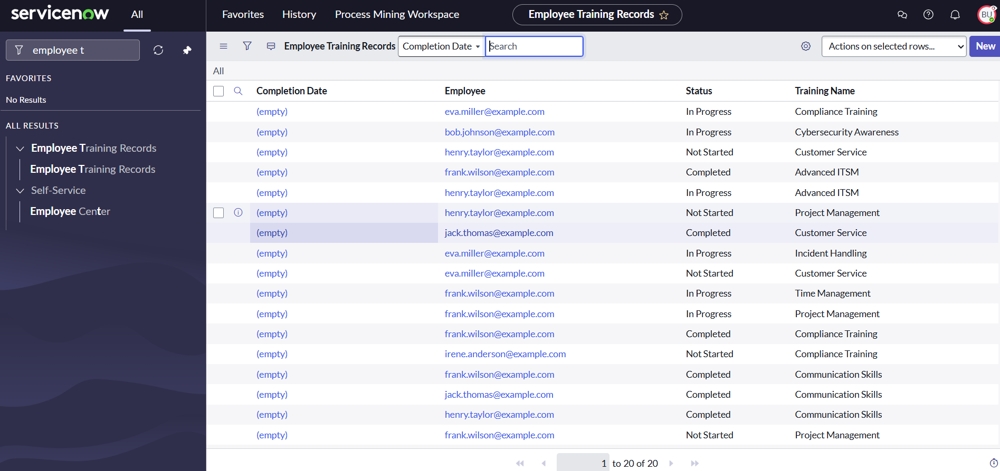 servicenow
All
Favorites
History
Process Mining Workspace
Employee Training Records
BU
employee t
FAVORITES
No Results
ALL RESULTS
Employee Training Records
Employee Training Records
Self-Service
Employee Center
Employee Training Records
Completion Date
Search
Actions on selected rows...
New
All
Completion Date Employee Status Training Name
(empty) eva.miller@example.com In Progress Compliance Training
(empty) bob.johnson@example.com In Progress Cybersecurity Awareness
(empty) henry.taylor@example.com Not Started Customer Service
(empty) frank.wilson@example.com Completed Advanced ITSM
(empty) henry.taylor@example.com In Progress Advanced ITSM
(empty) henry.taylor@example.com Not Started Project Management
(empty) jack.thomas@example.com Completed Customer Service
(empty) eva.miller@example.com In Progress Incident Handling
(empty) eva.miller@example.com Not Started Customer Service
(empty) frank.wilson@example.com In Progress Time Management
(empty) frank.wilson@example.com In Progress Project Management
(empty) frank.wilson@example.com Completed Compliance Training
(empty) irene.anderson@example.com Not Started Compliance Training
(empty) frank.wilson@example.com Completed Communication Skills
(empty) jack.thomas@example.com Completed Communication Skills
(empty) henry.taylor@example.com Completed Communication Skills
(empty) frank.wilson@example.com Not Started Project Management
1 to 20 of 20